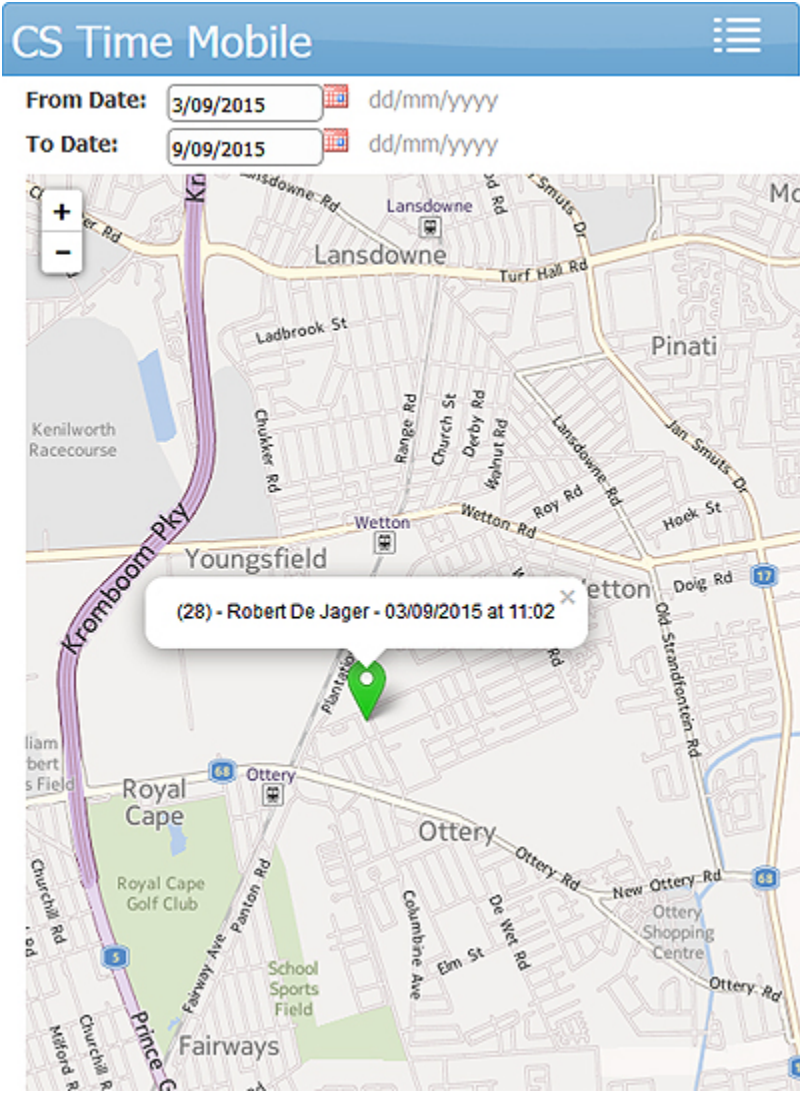 CS Time Mobile
From Date: 3/09/2015 dd/mm/yyyy
To Date: 9/09/2015 dd/mm/yyyy
+
−
Lansdowne
Lansdowne
Turf Hall Rd
Ladbrook St
Pinati
Kenilworth
Racecourse
Chukker Rd
Range Rd
Church St
Derby Rd
Walnut Rd
Lansdowne Rd
Jan Smuts Dr
Roy Rd
Hoek St
Wetton
Wetton Rd
Youngsfield
Kromboom Pky
17
Doig Rd
(28) - Robert De Jager - 03/09/2015 at 11:02
×
Old Strandfontein Rd
Rd
68
Ottery
Royal
Cape
Ottery
Royal Cape
Golf Club
Churchill Rd
Panton Rd
Ottery Rd
New Ottery Rd
68
Ottery
Shopping
Centre
Columbine Ave
De Wet Rd
Elm St
5
Fairway Ave
School
Sports
Field
Ottery Rd
Churchill Rd
Fairways